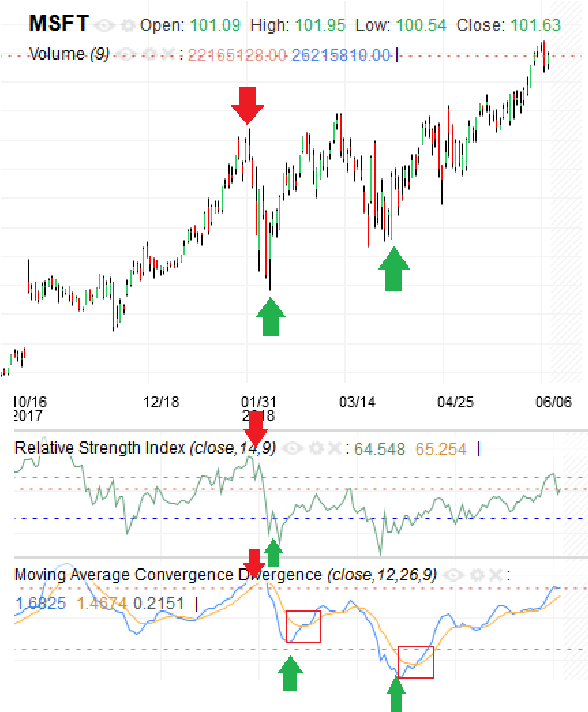 MSFT Open: 101.09 High: 101.95 Low: 100.54 Close: 101.63
Volume (9) : 22165128.00 26215810.00
10/16 12/18 01/31 03/14 04/25 06/06
2017 2018
Relative Strength Index (close,14,9) : 64.548 65.254
Moving Average Convergence Divergence (close,12,26,9) :
1.6825 1.4674 0.2151